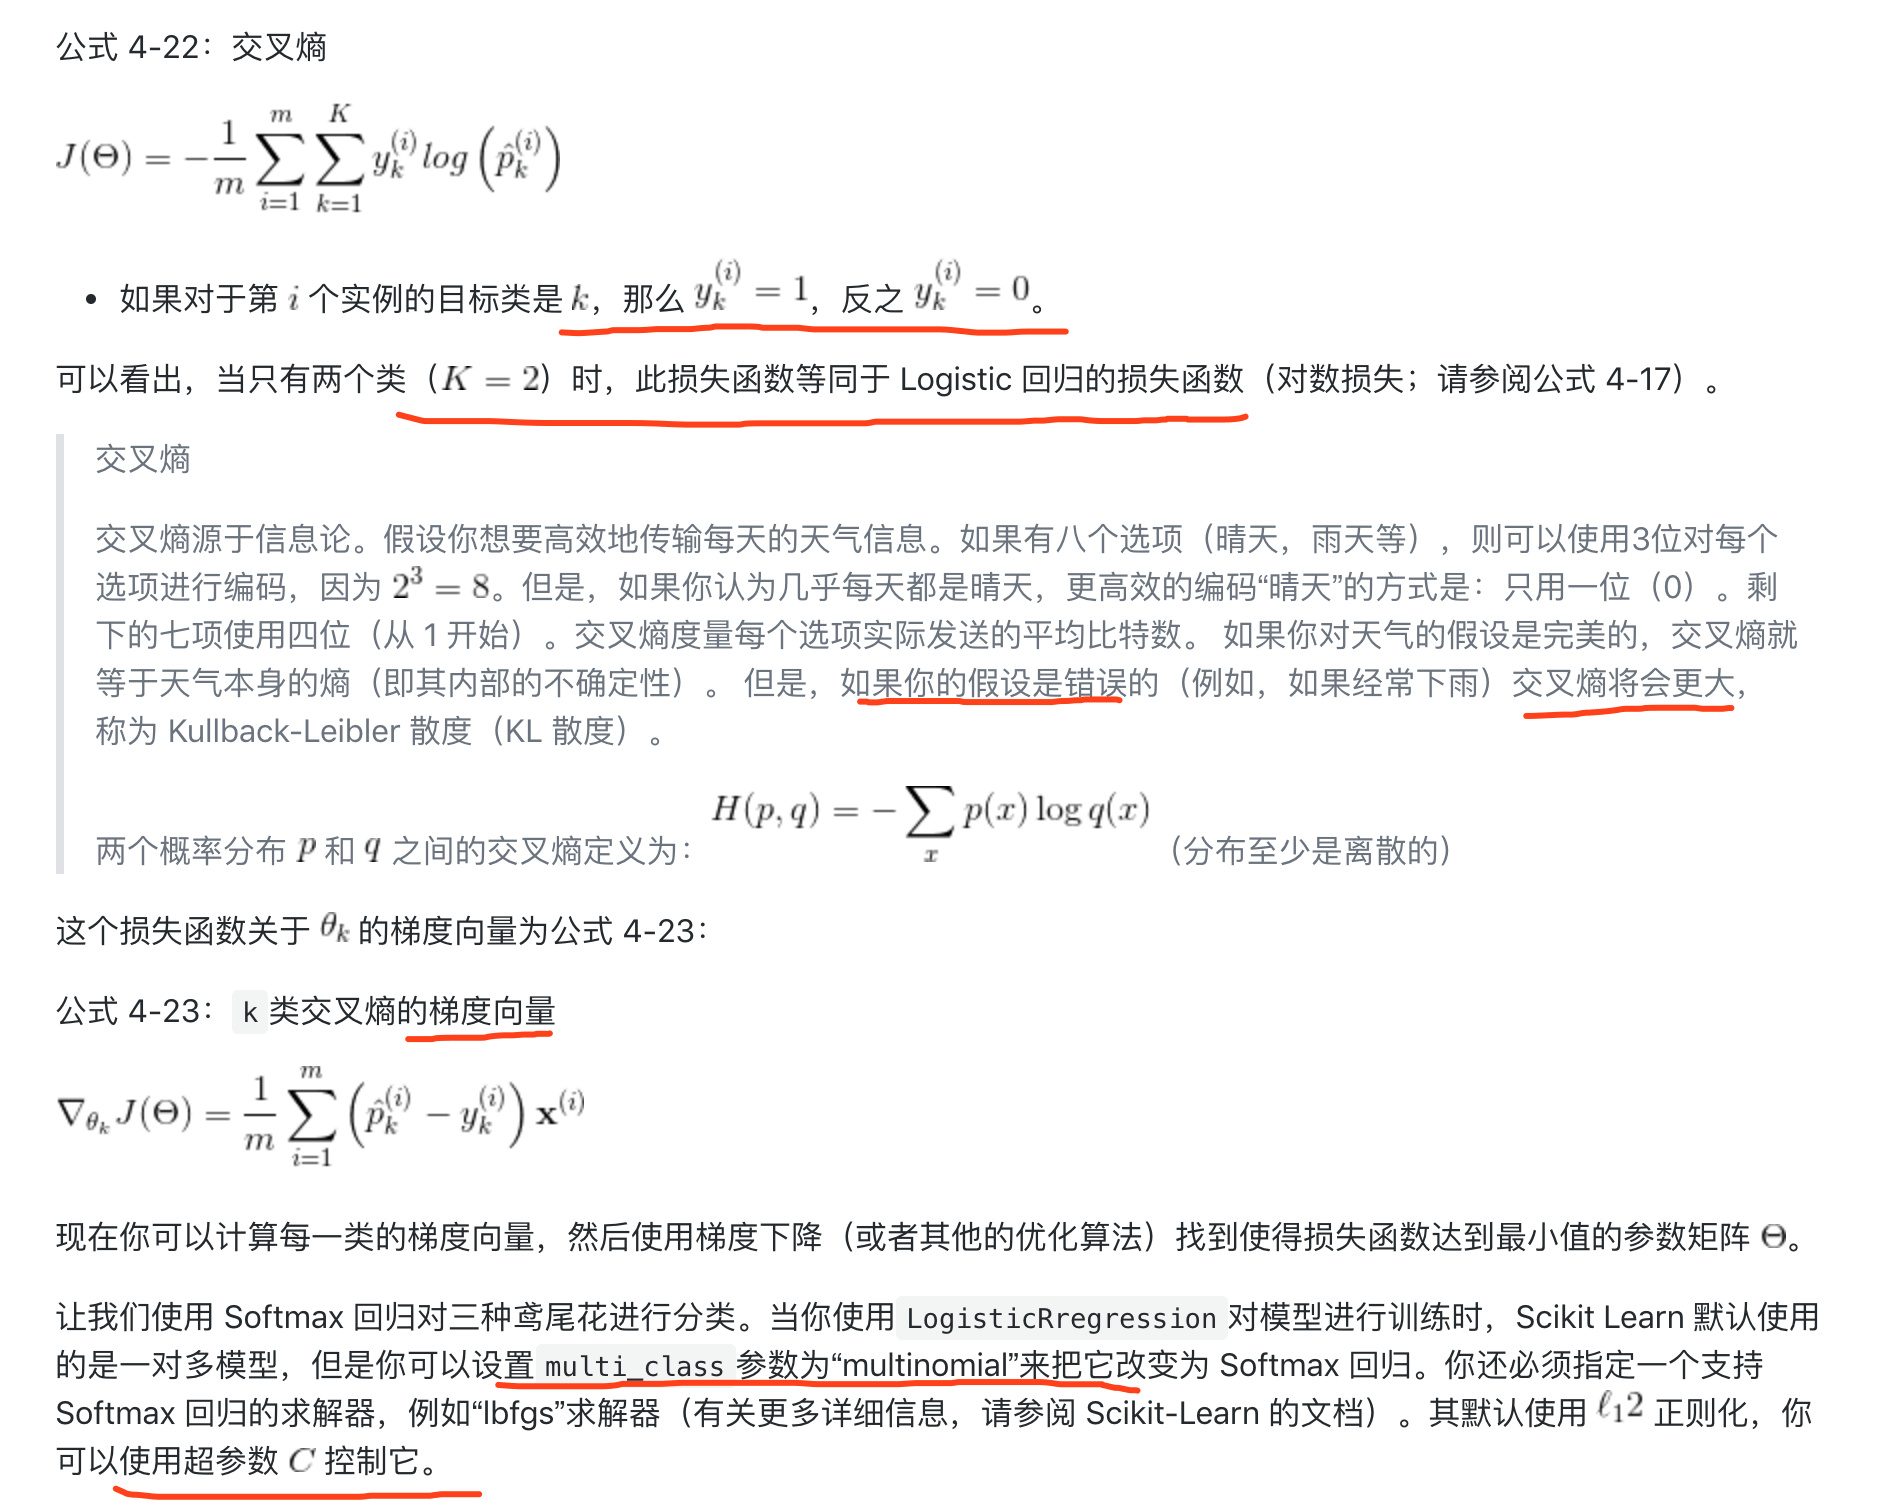 公式 4-22：交叉熵
J(Θ) = −\frac{1}{m} \sum_{i=1}^{m} \sum_{k=1}^{K} y_k^{(i)} log(\hat{p}_k^{(i)})
• 如果对于第 i 个实例的目标类是 k，那么 y_k^{(i)} = 1，反之 y_k^{(i)} = 0。
可以看出，当只有两个类（K = 2）时，此损失函数等同于 Logistic 回归的损失函数（对数损失；请参阅公式 4-17）。
交叉熵
交叉熵源于信息论。假设你想要高效地传输每天的天气信息。如果有八个选项（晴天，雨天等），则可以使用3位对每个
选项进行编码，因为 2^3 = 8。但是，如果你认为几乎每天都是晴天，更高效的编码“晴天”的方式是：只用一位（0）。剩
下的七项使用四位（从 1 开始）。交叉熵度量每个选项实际发送的平均比特数。 如果你对天气的假设是完美的，交叉熵就
等于天气本身的熵（即其内部的不确定性）。 但是，如果你的假设是错误的（例如，如果经常下雨）交叉熵将会更大，
称为 Kullback-Leibler 散度（KL 散度）。
两个概率分布 p 和 q 之间的交叉熵定义为： H(p, q) = −\sum_{x} p(x) log q(x) （分布至少是离散的）
这个损失函数关于 θ_k 的梯度向量为公式 4-23：
公式 4-23： k 类交叉熵的梯度向量
∇_{θ_k} J(Θ) = \frac{1}{m} \sum_{i=1}^{m} (\hat{p}_k^{(i)} − y_k^{(i)}) x^{(i)}
现在你可以计算每一类的梯度向量，然后使用梯度下降（或者其他的优化算法）找到使得损失函数达到最小值的参数矩阵 Θ。
让我们使用 Softmax 回归对三种鸢尾花进行分类。当你使用 LogisticRregression 对模型进行训练时，Scikit Learn 默认使用
的是一对多模型，但是你可以设置 multi_class 参数为“multinomial”来把它改变为 Softmax 回归。你还必须指定一个支持
Softmax 回归的求解器，例如“lbfgs”求解器（有关更多详细信息，请参阅 Scikit-Learn 的文档）。其默认使用 ℓ_12 正则化，你
可以使用超参数 C 控制它。